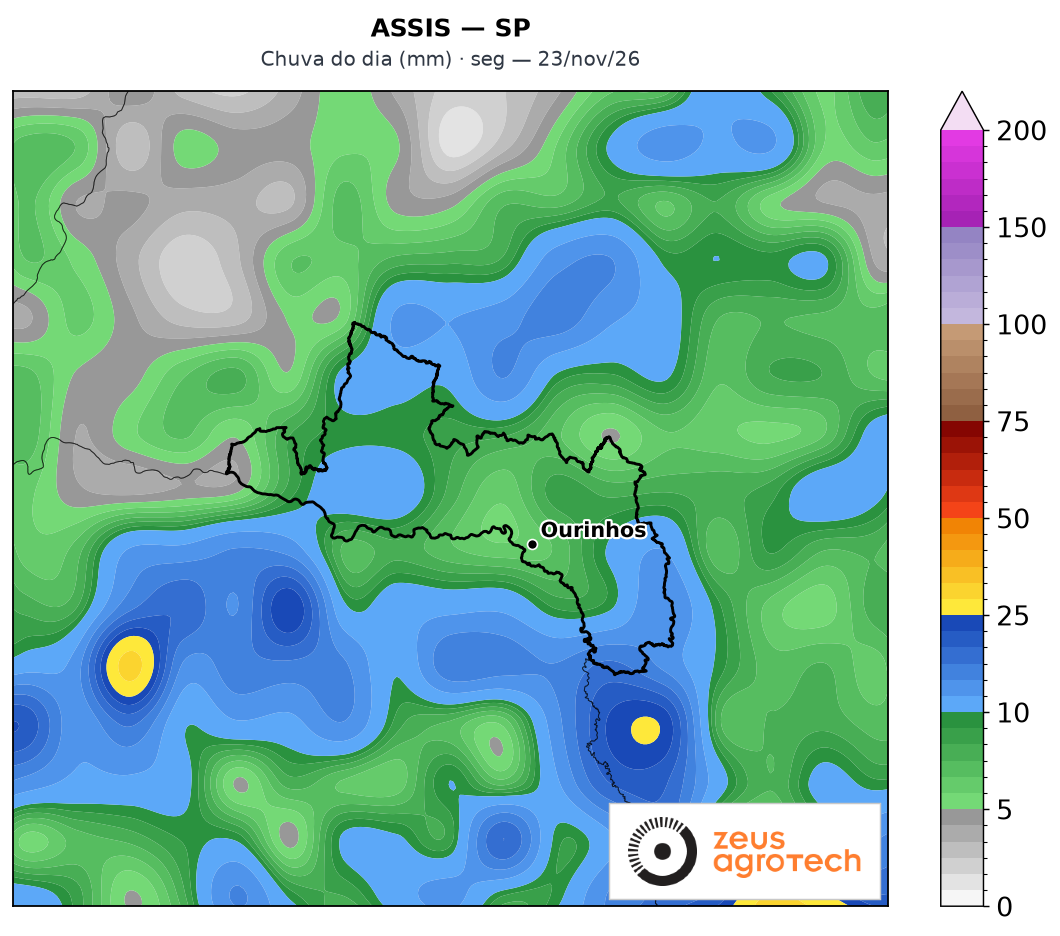 ASSIS — SP
Chuva do dia (mm) · seg — 23/nov/26
200
150
100
75
50
25
10
5
0
Ourinhos
zeus
agrotech